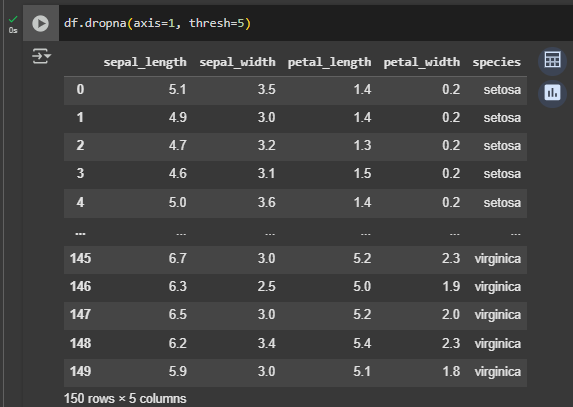 df.dropna(axis=1, thresh=5)
0s
sepal_length sepal_width petal_length petal_width species
0 5.1 3.5 1.4 0.2 setosa
1 4.9 3.0 1.4 0.2 setosa
2 4.7 3.2 1.3 0.2 setosa
3 4.6 3.1 1.5 0.2 setosa
4 5.0 3.6 1.4 0.2 setosa
... ... ... ... ... ...
145 6.7 3.0 5.2 2.3 virginica
146 6.3 2.5 5.0 1.9 virginica
147 6.5 3.0 5.2 2.0 virginica
148 6.2 3.4 5.4 2.3 virginica
149 5.9 3.0 5.1 1.8 virginica
150 rows × 5 columns